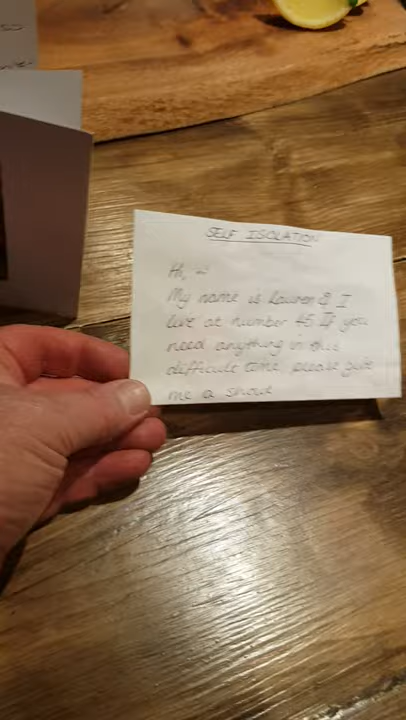 SELF ISOLATION
Hi,
My name is Lauren & I
live at number 45 If you
need anything in this
difficult time, please give
me a shout